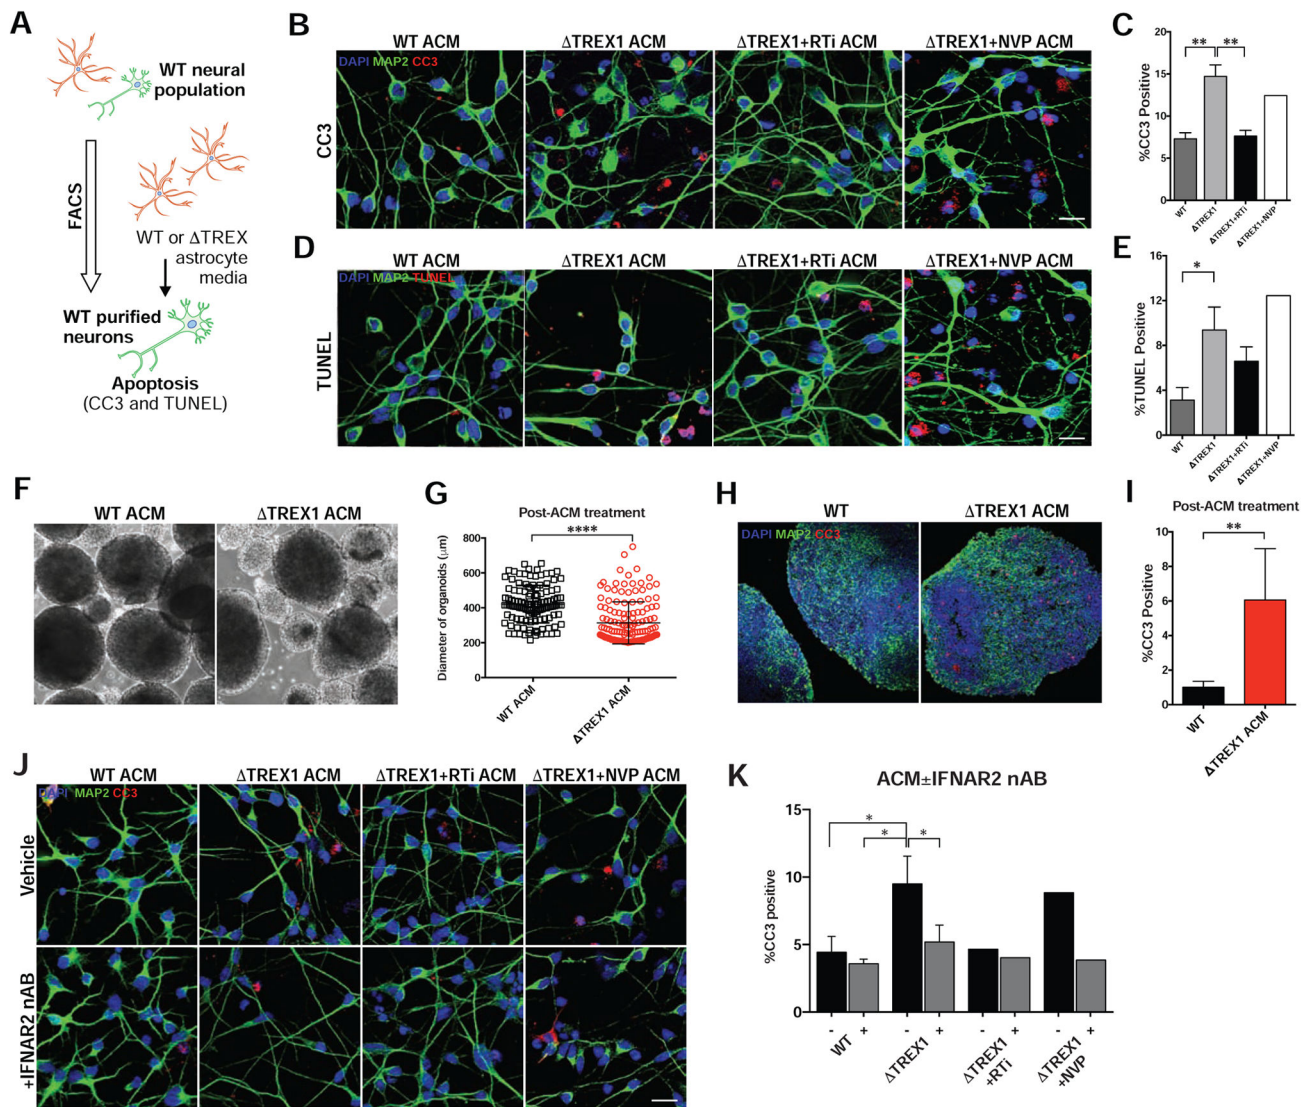 A
WT neural
population
FACS
WT or ΔTREX
astrocyte
media
WT purified
neurons
Apoptosis
(CC3 and TUNEL)
B
WT ACM
ΔTREX1 ACM
ΔTREX1+RTi ACM
ΔTREX1+NVP ACM
DAPI MAP2 CC3
CC3
C
%CC3 Positive
20
15
10
5
0
** **
WT
ΔTREX1
ΔTREX1+RTi
ΔTREX1+NVP
D
WT ACM
ΔTREX1 ACM
ΔTREX1+RTi ACM
ΔTREX1+NVP ACM
DAPI MAP2 TUNEL
TUNEL
E
%TUNEL Positive
16
12
8
4
0
*
WT
ΔTREX1
ΔTREX1+RTi
ΔTREX1+NVP
F
WT ACM
ΔTREX1 ACM
G
Post-ACM treatment
****
Diameter of organoids (μm)
800
600
400
200
0
WT ACM
ΔTREX1 ACM
H
WT
ΔTREX1 ACM
DAPI MAP2 CC3
I
Post-ACM treatment
**
%CC3 Positive
10
8
6
4
2
0
WT
ΔTREX1 ACM
J
WT ACM
ΔTREX1 ACM
ΔTREX1+RTi ACM
ΔTREX1+NVP ACM
DAPI MAP2 CC3
Vehicle
+IFNAR2 nAB
K
ACM±IFNAR2 nAB
%CC3 positive
15
10
5
0
*
* *
- + - + - + - +
WT
ΔTREX1
ΔTREX1
+RTi
ΔTREX1
+NVP